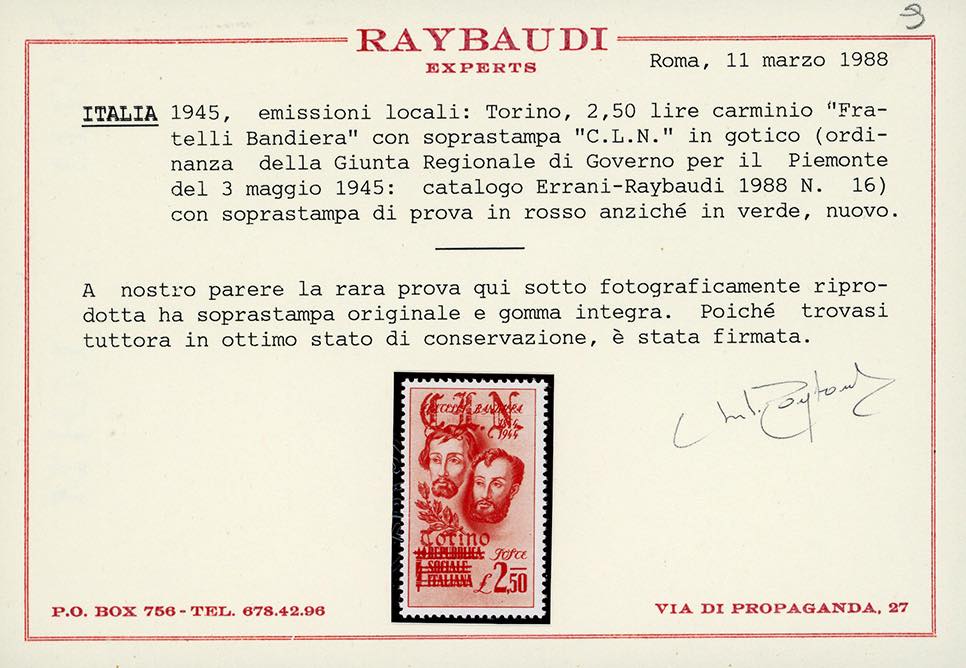 9
RAYBAUDI
EXPERTS
Roma, 11 marzo 1988
ITALIA 1945, emissioni locali: Torino, 2,50 lire carminio "Fra-
telli Bandiera" con soprastampa "C.L.N." in gotico (ordi-
nanza della Giunta Regionale di Governo per il Piemonte
del 3 maggio 1945: catalogo Errani-Raybaudi 1988 N. 16)
con soprastampa di prova in rosso anziché in verde, nuovo.
A nostro parere la rara prova qui sotto fotograficamente ripro-
dotta ha soprastampa originale e gomma integra. Poiché trovasi
tuttora in ottimo stato di conservazione, è stata firmata.
C.L.N.
FRATELLI BANDIERA
1844
1944
Torino
REPUBBLICA
SOCIALE
ITALIANA
POSTE
£2,50
P.O. BOX 756 - TEL. 678.42.96
VIA DI PROPAGANDA, 27